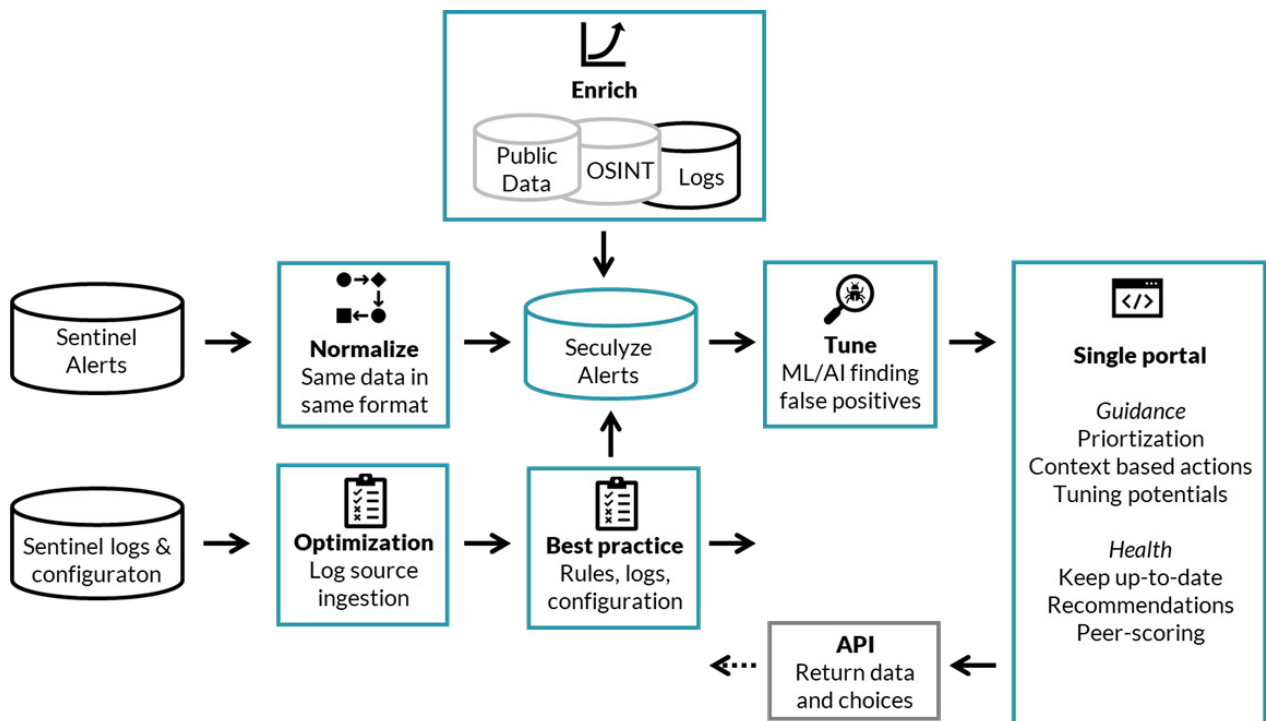 Enrich
Public
Data
OSINT
Logs
Sentinel
Alerts
Normalize
Same data in
same format
Seculyze
Alerts
Tune
ML/AI finding
false positives
</>
Single portal
Guidance
Priortization
Context based actions
Tuning potentials
Health
Keep up-to-date
Recommendations
Peer-scoring
Sentinel logs &
configuraton
Optimization
Log source
ingestion
Best practice
Rules, logs,
configuration
API
Return data
and choices